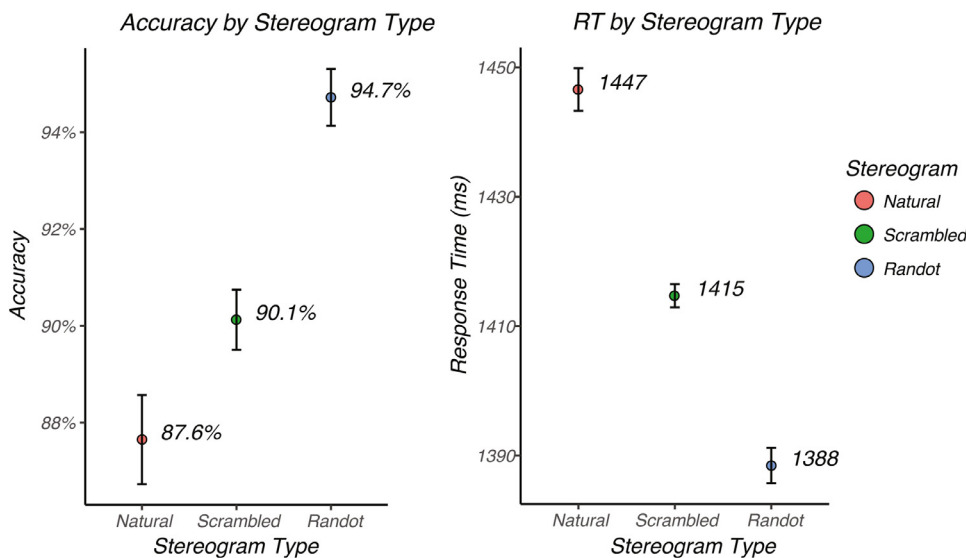 Accuracy by Stereogram Type
94%
92%
90%
88%
Accuracy
94.7%
90.1%
87.6%
Natural Scrambled Randot
Stereogram Type
RT by Stereogram Type
1450
1430
1410
1390
Response Time (ms)
1447
1415
1388
Natural Scrambled Randot
Stereogram Type
Stereogram
Natural
Scrambled
Randot